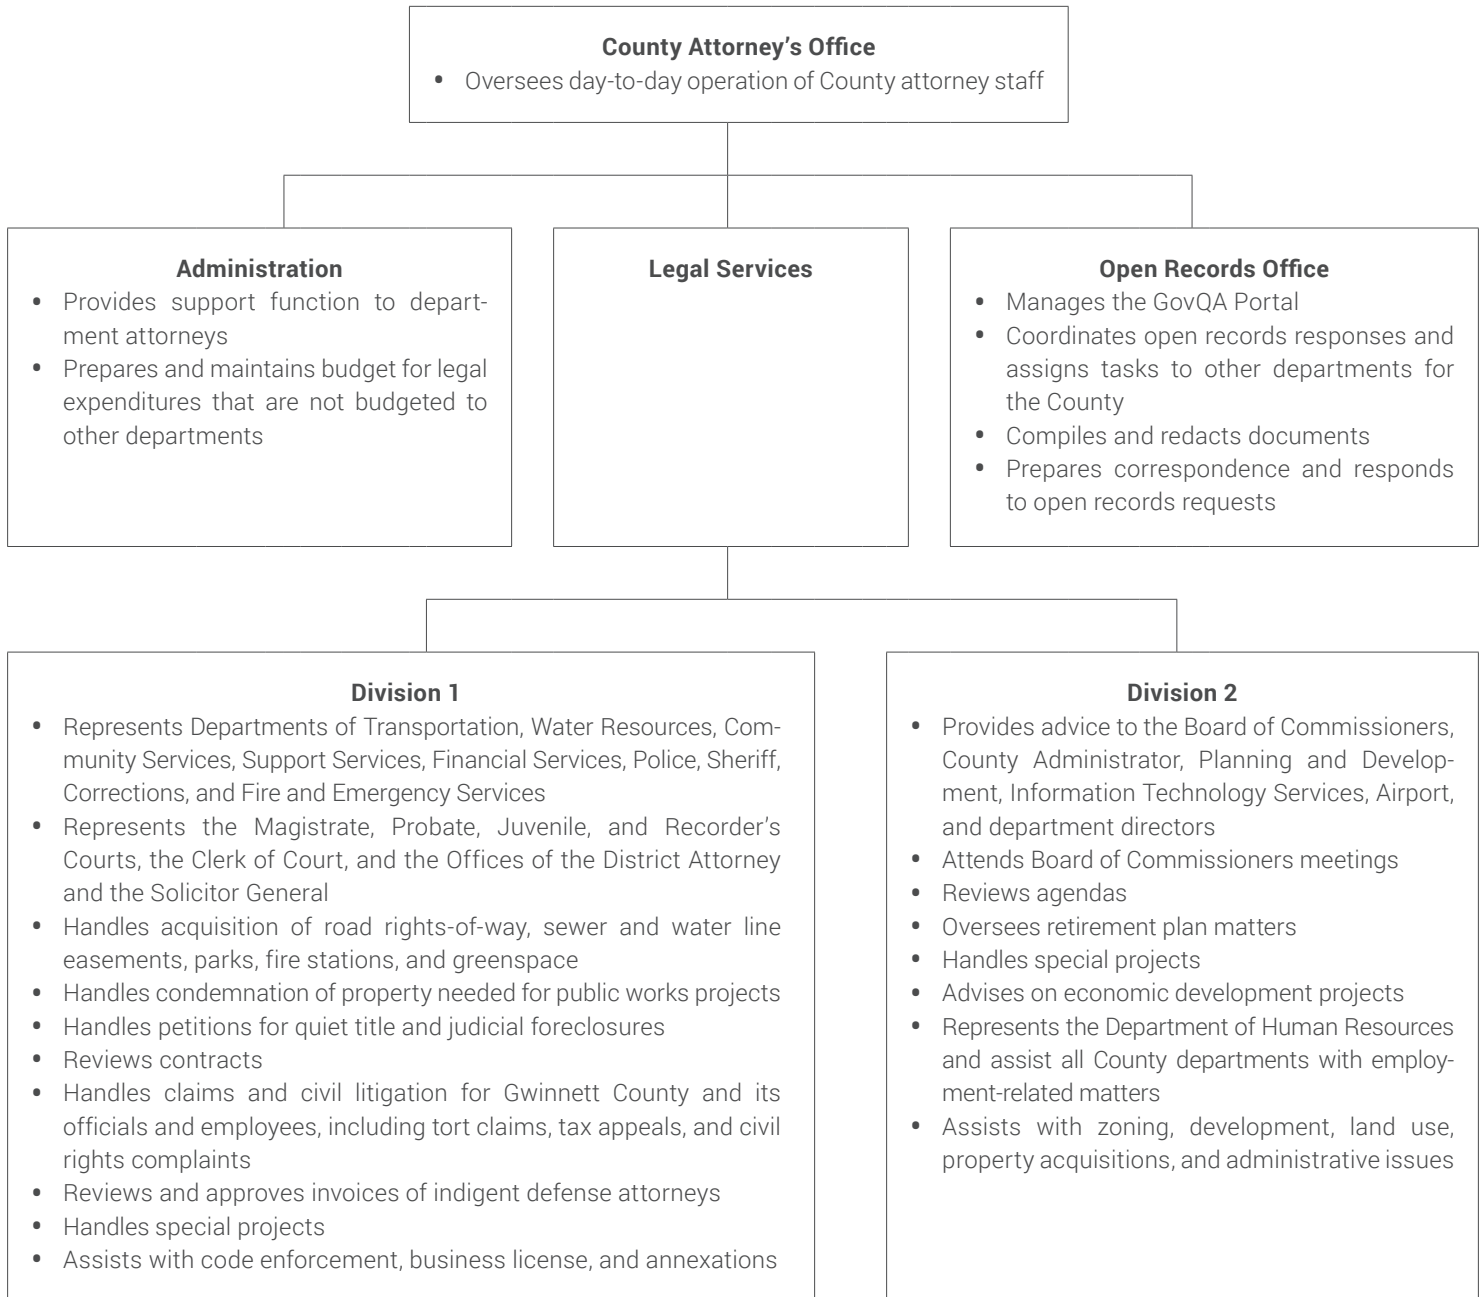 County Attorney’s Office
• Oversees day-to-day operation of County attorney staff
Administration
• Provides support function to depart-
ment attorneys
• Prepares and maintains budget for legal
expenditures that are not budgeted to
other departments
Legal Services
Open Records Office
• Manages the GovQA Portal
• Coordinates open records responses and
assigns tasks to other departments for
the County
• Compiles and redacts documents
• Prepares correspondence and responds
to open records requests
Division 1
• Represents Departments of Transportation, Water Resources, Com-
munity Services, Support Services, Financial Services, Police, Sheriff,
Corrections, and Fire and Emergency Services
• Represents the Magistrate, Probate, Juvenile, and Recorder’s
Courts, the Clerk of Court, and the Offices of the District Attorney
and the Solicitor General
• Handles acquisition of road rights-of-way, sewer and water line
easements, parks, fire stations, and greenspace
• Handles condemnation of property needed for public works projects
• Handles petitions for quiet title and judicial foreclosures
• Reviews contracts
• Handles claims and civil litigation for Gwinnett County and its
officials and employees, including tort claims, tax appeals, and civil
rights complaints
• Reviews and approves invoices of indigent defense attorneys
• Handles special projects
• Assists with code enforcement, business license, and annexations
Division 2
• Provides advice to the Board of Commissioners,
County Administrator, Planning and Develop-
ment, Information Technology Services, Airport,
and department directors
• Attends Board of Commissioners meetings
• Reviews agendas
• Oversees retirement plan matters
• Handles special projects
• Advises on economic development projects
• Represents the Department of Human Resources
and assist all County departments with employ-
ment-related matters
• Assists with zoning, development, land use,
property acquisitions, and administrative issues